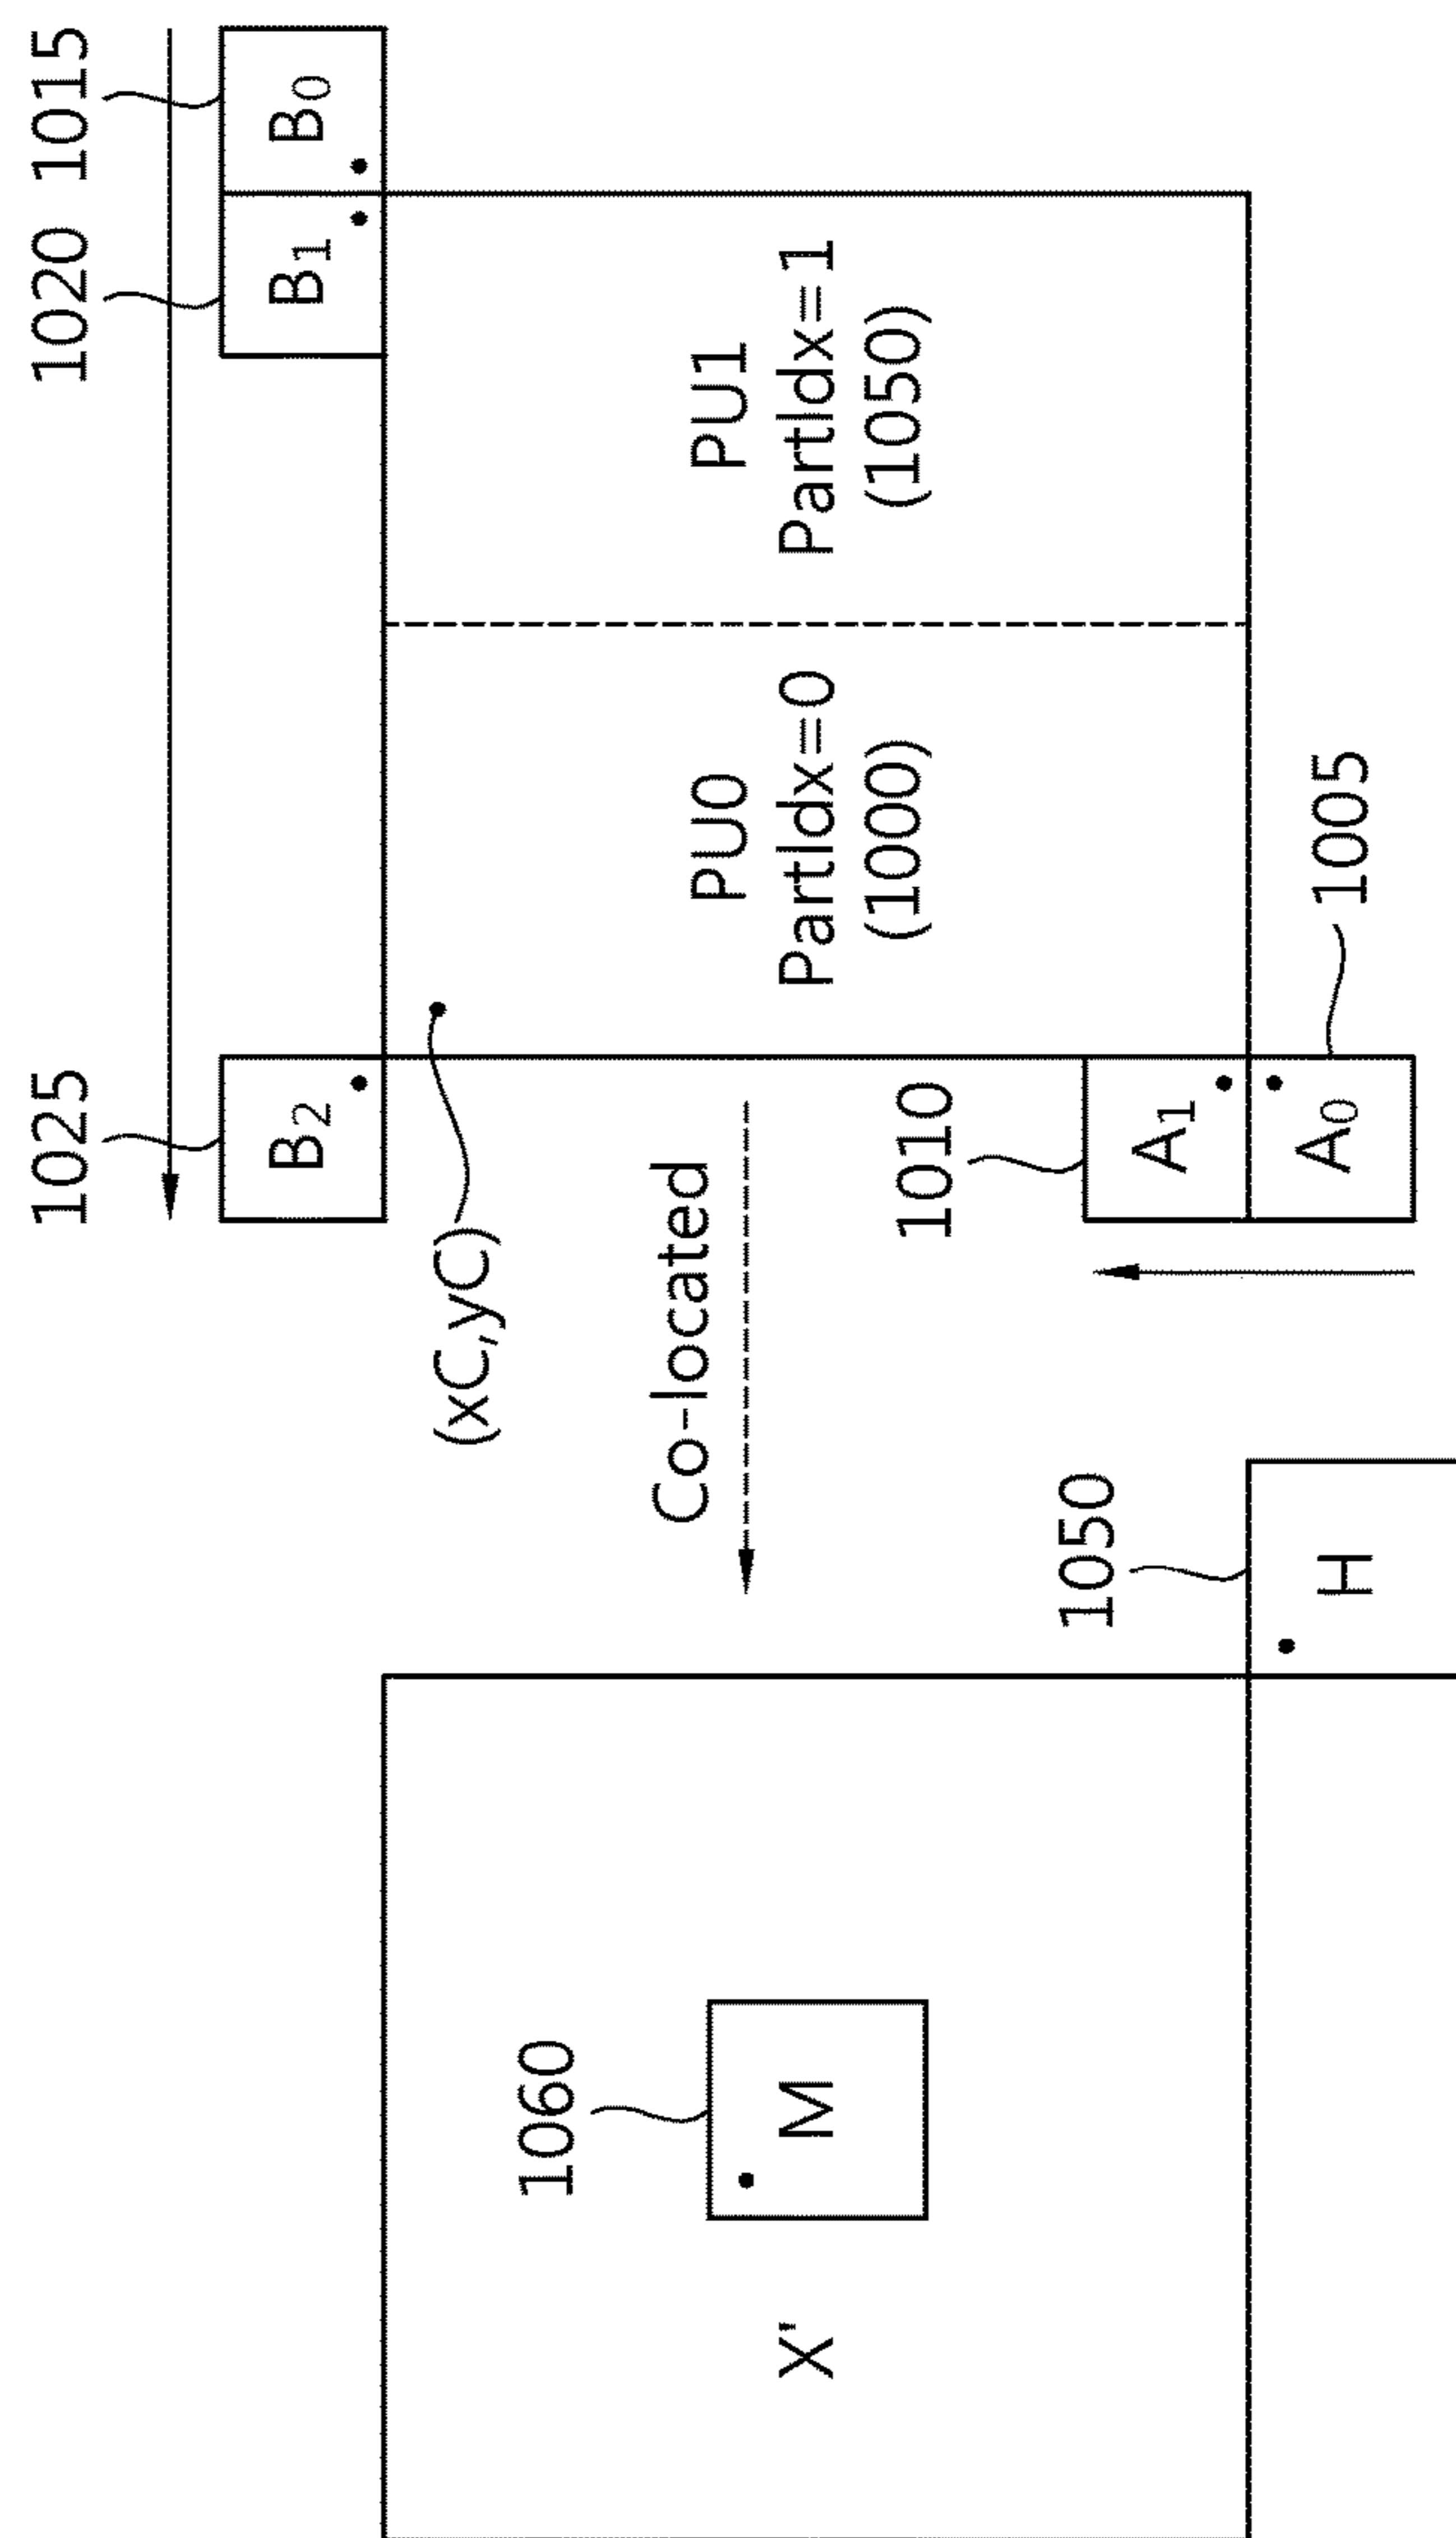 1025
1020
1015
B₂
B₁
B₀
(xC,yC)
1060
M
X'
Co-located
PU0
PartIdx=0
(1000)
PU1
PartIdx=1
(1050)
1010
A₁
1050
H
A₀
1005